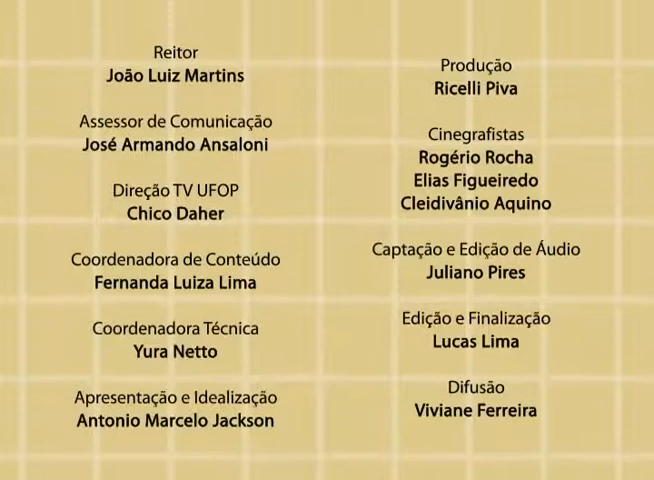 Reitor
João Luiz Martins
Assessor de Comunicação
José Armando Ansaloni
Direção TV UFOP
Chico Daher
Coordenadora de Conteúdo
Fernanda Luiza Lima
Coordenadora Técnica
Yura Netto
Apresentação e Idealização
Antonio Marcelo Jackson
Produção
Ricelli Piva
Cinegrafistas
Rogério Rocha
Elias Figueiredo
Cleidivânio Aquino
Captação e Edição de Áudio
Juliano Pires
Edição e Finalização
Lucas Lima
Difusão
Viviane Ferreira